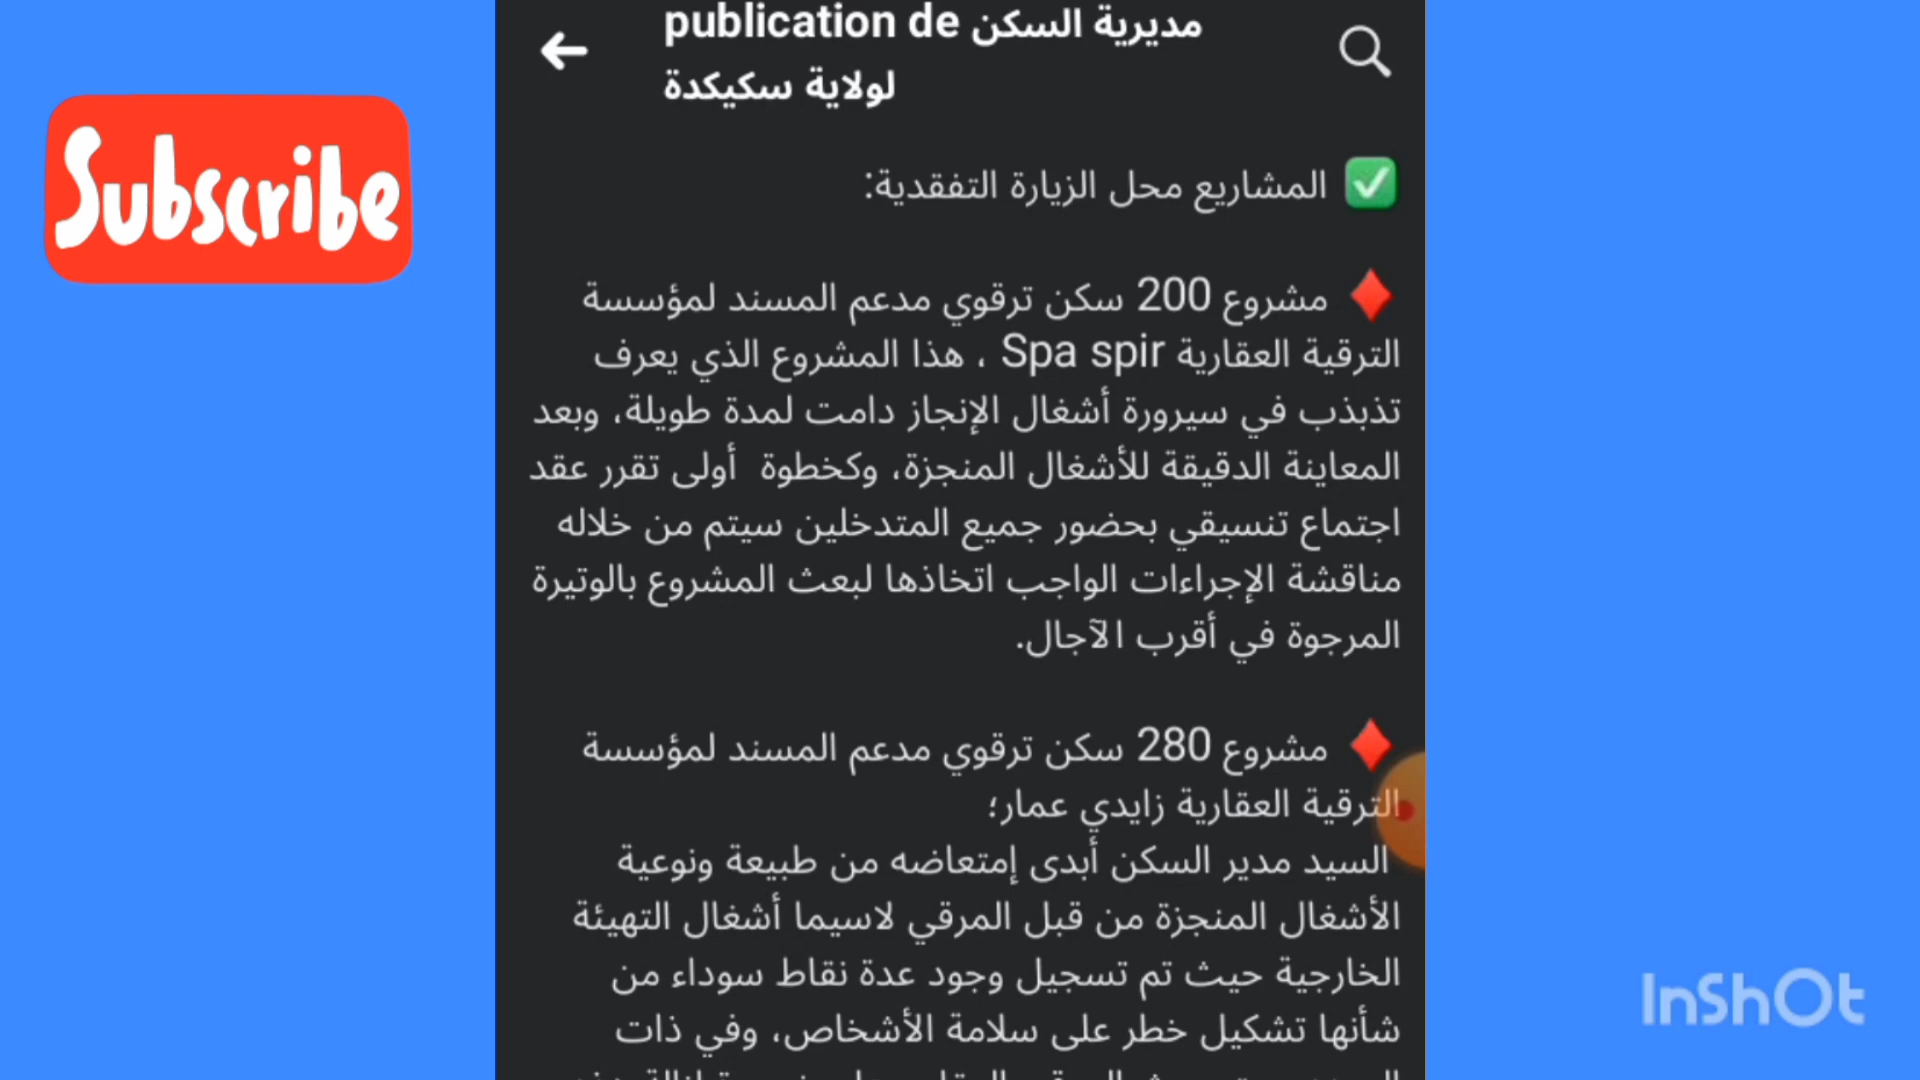 publication de مديرية السكن
لولاية سكيكدة
Subscribe
✅ المشاريع محل الزيارة التفقدية:
♦️ مشروع 200 سكن ترقوي مدعم المسند لمؤسسة
الترقية العقارية Spa spir ، هذا المشروع الذي يعرف
تذبذب في سيرورة أشغال الإنجاز دامت لمدة طويلة، وبعد
المعاينة الدقيقة للأشغال المنجزة، وكخطوة أولى تقرر عقد
اجتماع تنسيقي بحضور جميع المتدخلين سيتم من خلاله
مناقشة الإجراءات الواجب اتخاذها لبعث المشروع بالوتيرة
المرجوة في أقرب الآجال.
♦️ مشروع 280 سكن ترقوي مدعم المسند لمؤسسة
الترقية العقارية زايدي عمار؛
السيد مدير السكن أبدى إمتعاضه من طبيعة ونوعية
الأشغال المنجزة من قبل المرقي لاسيما أشغال التهيئة
الخارجية حيث تم تسجيل وجود عدة نقاط سوداء من
شأنها تشكيل خطر على سلامة الأشخاص، وفي ذات
InShOt